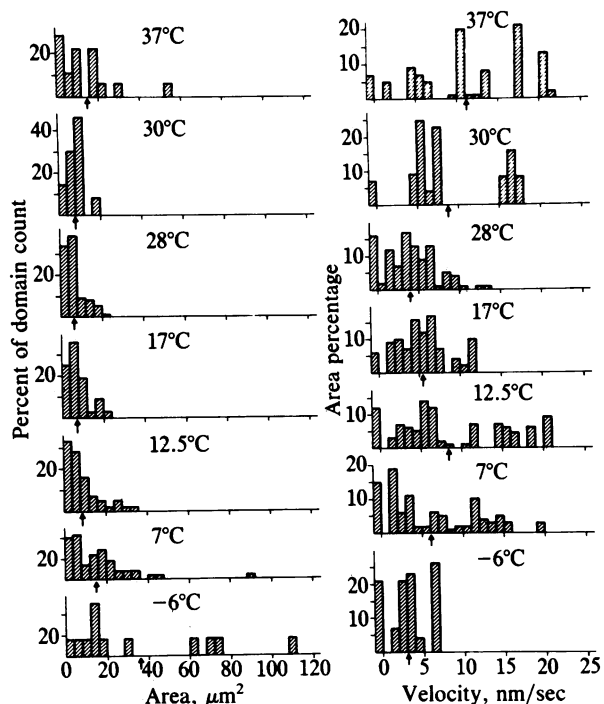 37°C
20
30°C
40
20
28°C
20
17°C
20
12.5°C
20
7°C
20
−6°C
20
0 20 40 60 80 100 120
Area, μm²
Percent of domain count
37°C
20
10
30°C
20
10
28°C
10
17°C
10
12.5°C
10
7°C
20
10
−6°C
20
10
0 5 10 15 20 25
Velocity, nm/sec
Area percentage